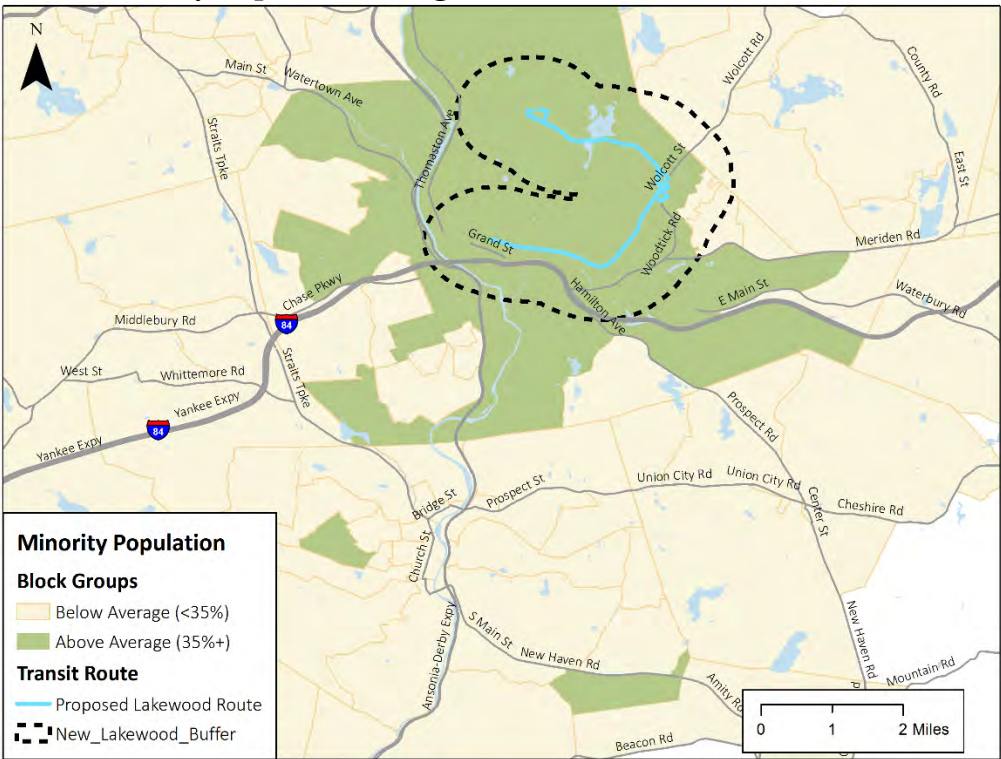 N
Main St
Watertown Ave
Straits Tpke
Thomaston Ave
Wolcott Rd
County Rd
East St
Wolcott St
Woodtick Rd
Grand St
Meriden Rd
Hamilton Ave
E Main St
Waterbury Rd
Chase Pkwy
84
Middlebury Rd
West St
Whittemore Rd
Straits Tpke
Yankee Expy
84
Yankee Expy
Prospect Rd
Bridge St
Prospect St
Union City Rd
Union City Rd
Center St
Cheshire Rd
Church St
Ansonia-Derby Expy
S Main St
New Haven Rd
New Haven Rd
Mountain Rd
Amity Rd
Beacon Rd
Minority Population
Block Groups
Below Average (<35%)
Above Average (35%+)
Transit Route
Proposed Lakewood Route
New_Lakewood_Buffer
0 1 2 Miles